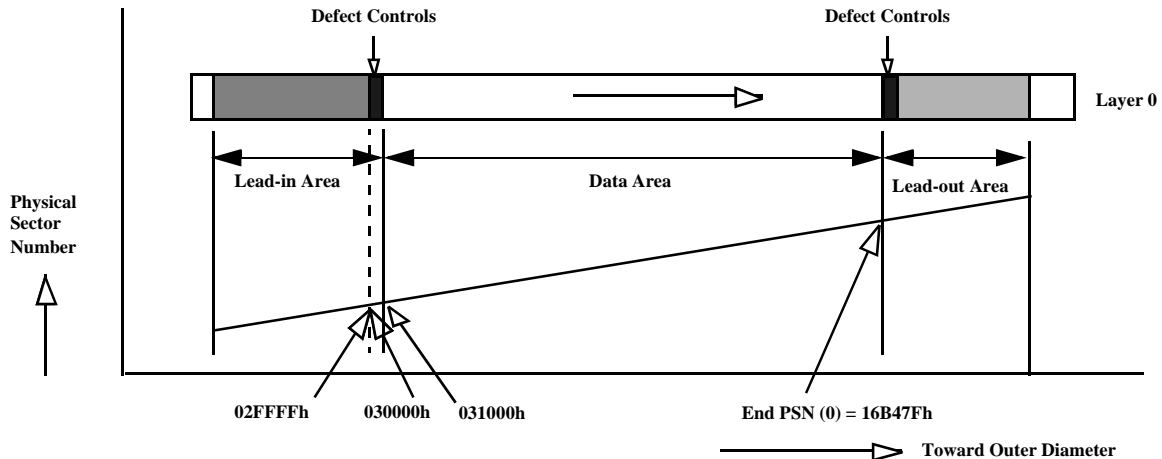 Defect Controls
Defect Controls
Layer 0
Lead-in Area
Data Area
Lead-out Area
Physical
Sector
Number
02FFFFh
030000h
031000h
End PSN (0) = 16B47Fh
Toward Outer Diameter